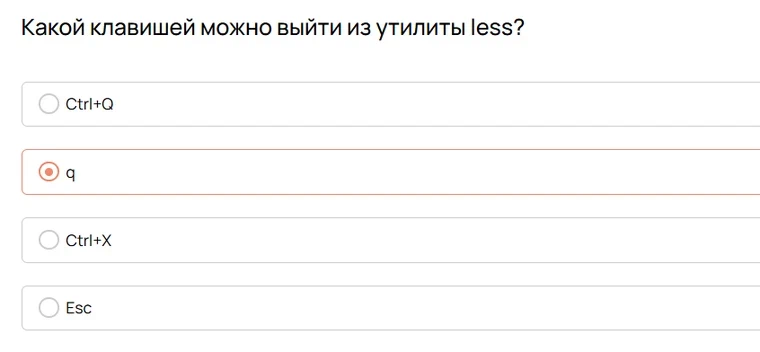 Какой клавишей можно выйти из утилиты less?
Ctrl+Q
q
Ctrl+X
Esc